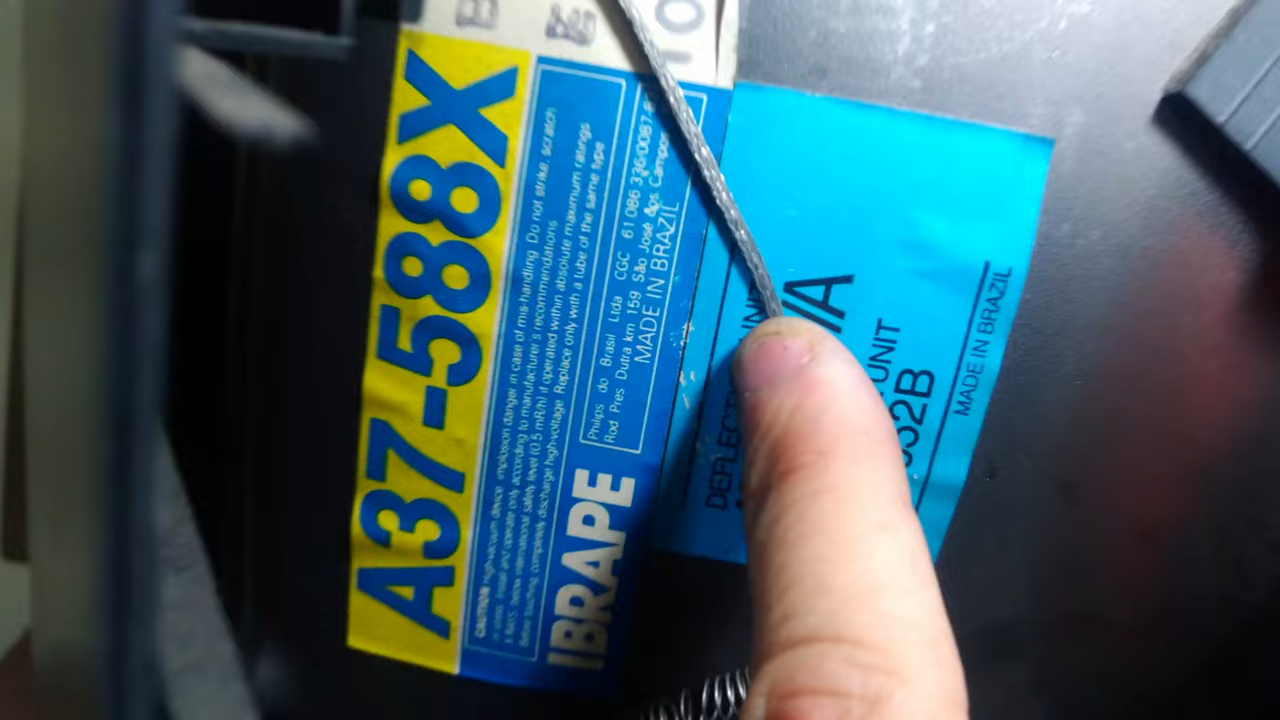 A37-588X
CAUTION High-vacuum device implosion danger in case of mis-handling Do not strike, scratch
Install and operate only according to manufacturer's recommendations
below international safety level (0.5 mR/h) if operated within absolute maximum ratings
Before touching, completely discharge high-voltage Replace only with a tube of the same type
Philips do Brasil Ltda CGC 61 086 336/0087
Rod Pres Dutra km 159 São José dos Campos
MADE IN BRAZIL
IBRAPE
DEFLEC
UNIT
MADE IN BRAZIL